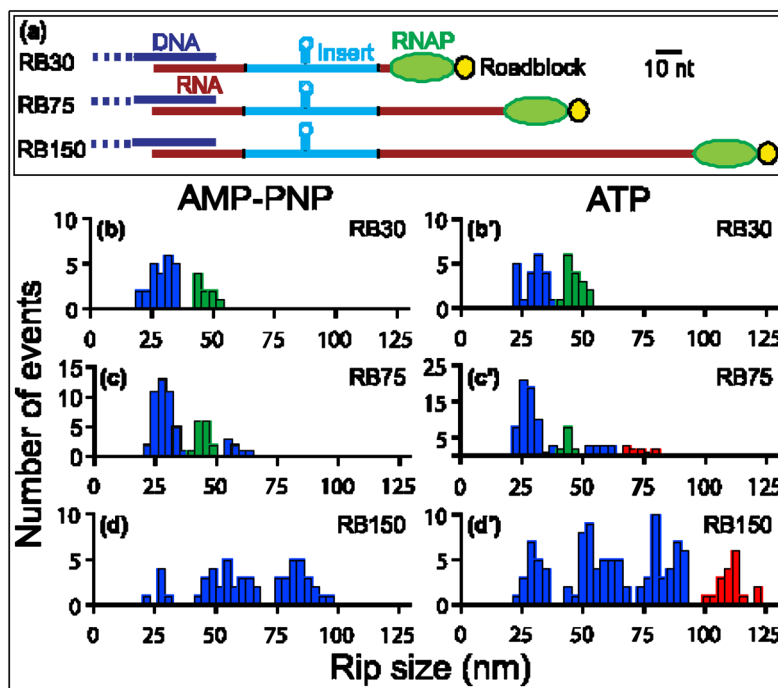 (a)
DNA
Insert
RNAP
RB30
Roadblock
10 nt
RNA
RB75
RB150
AMP-PNP
ATP
Number of events
10
5
0
(b)
RB30
0 25 50 75 100 125
10
5
0
(b')
RB30
0 25 50 75 100 125
15
10
5
0
(c)
RB75
0 25 50 75 100 125
25
15
5
(c')
RB75
0 25 50 75 100 125
10
5
0
(d)
RB150
0 25 50 75 100 125
10
5
0
(d')
RB150
0 25 50 75 100 125
Rip size (nm)